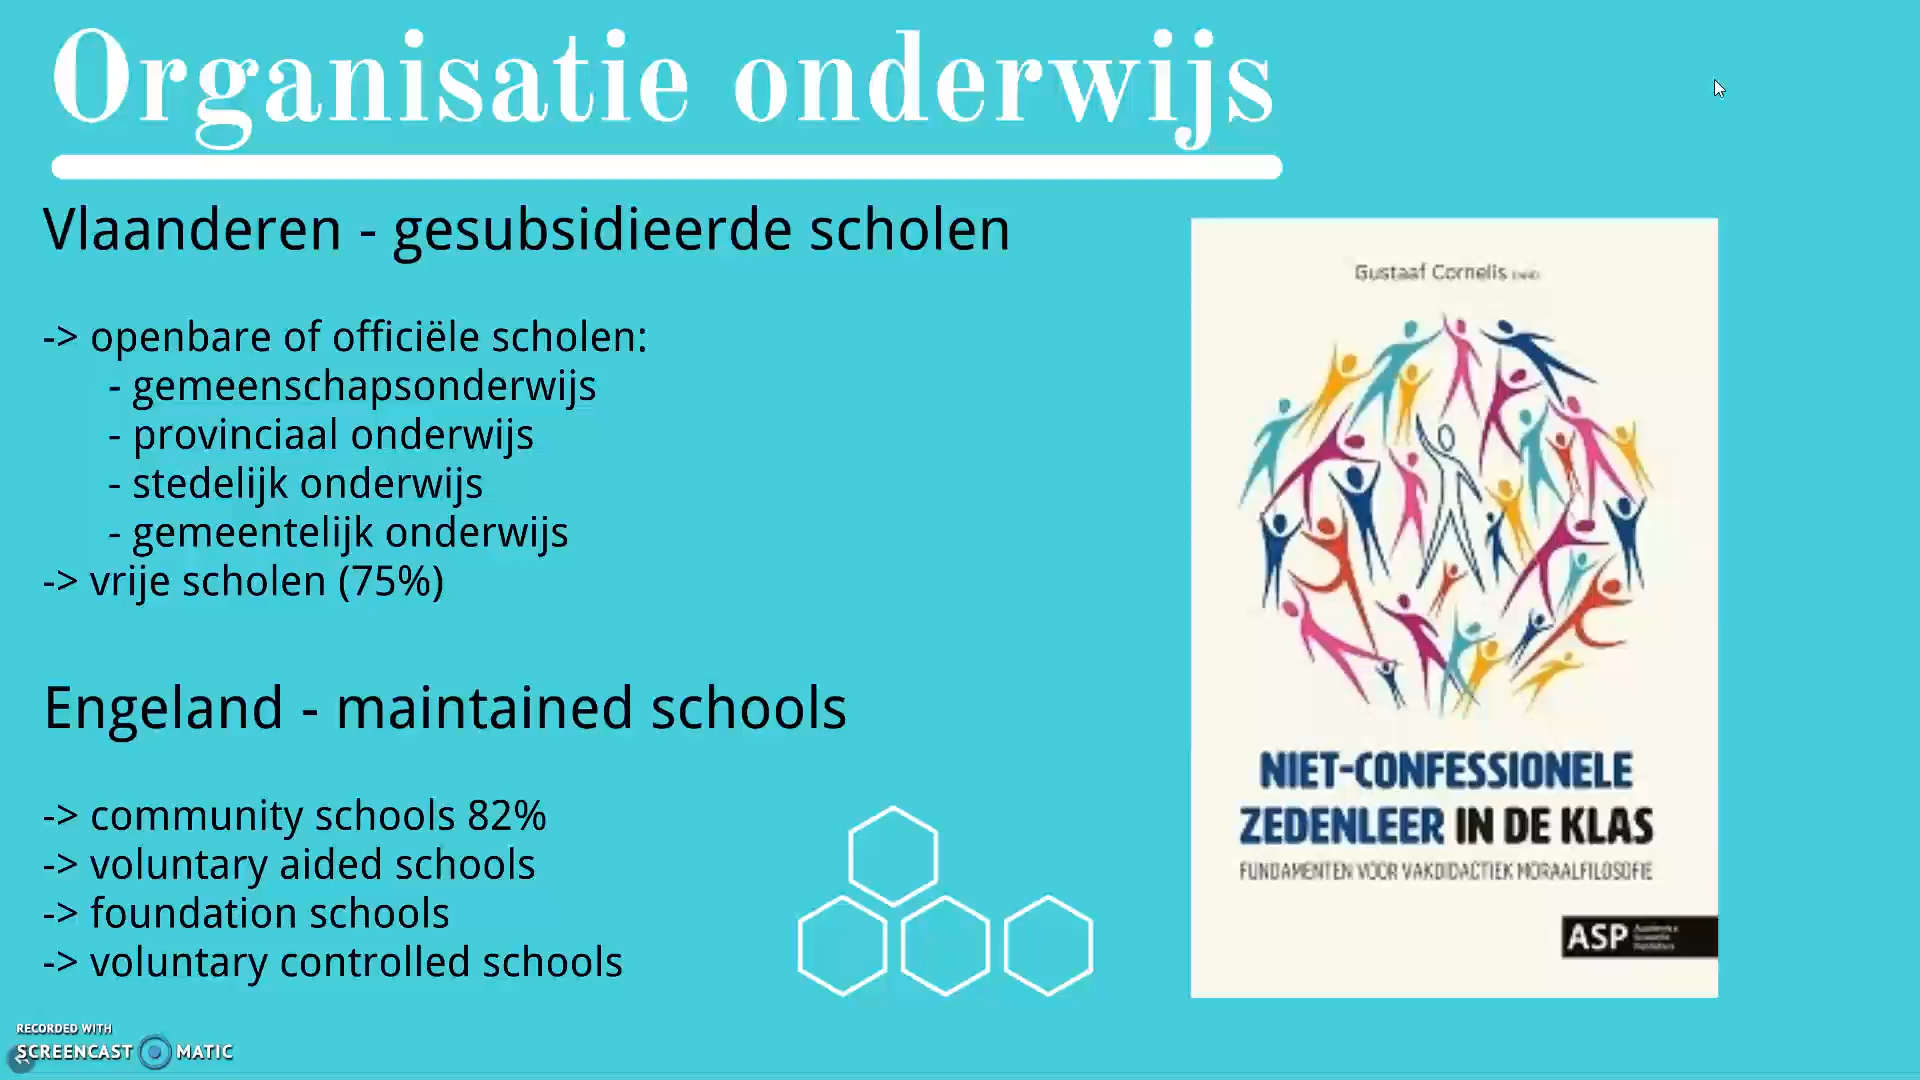 Organisatie onderwijs
Vlaanderen - gesubsidieerde scholen
-> openbare of officiële scholen:
- gemeenschapsonderwijs
- provinciaal onderwijs
- stedelijk onderwijs
- gemeentelijk onderwijs
-> vrije scholen (75%)
Engeland - maintained schools
-> community schools 82%
-> voluntary aided schools
-> foundation schools
-> voluntary controlled schools
Gustaaf Cornelis
NIET-CONFESSIONELE
ZEDENLEER IN DE KLAS
FUNDAMENTEN VOOR VAKDIDACTIEK MORAALFILOSOFIE
ASP
RECORDED WITH
SCREENCAST MATIC